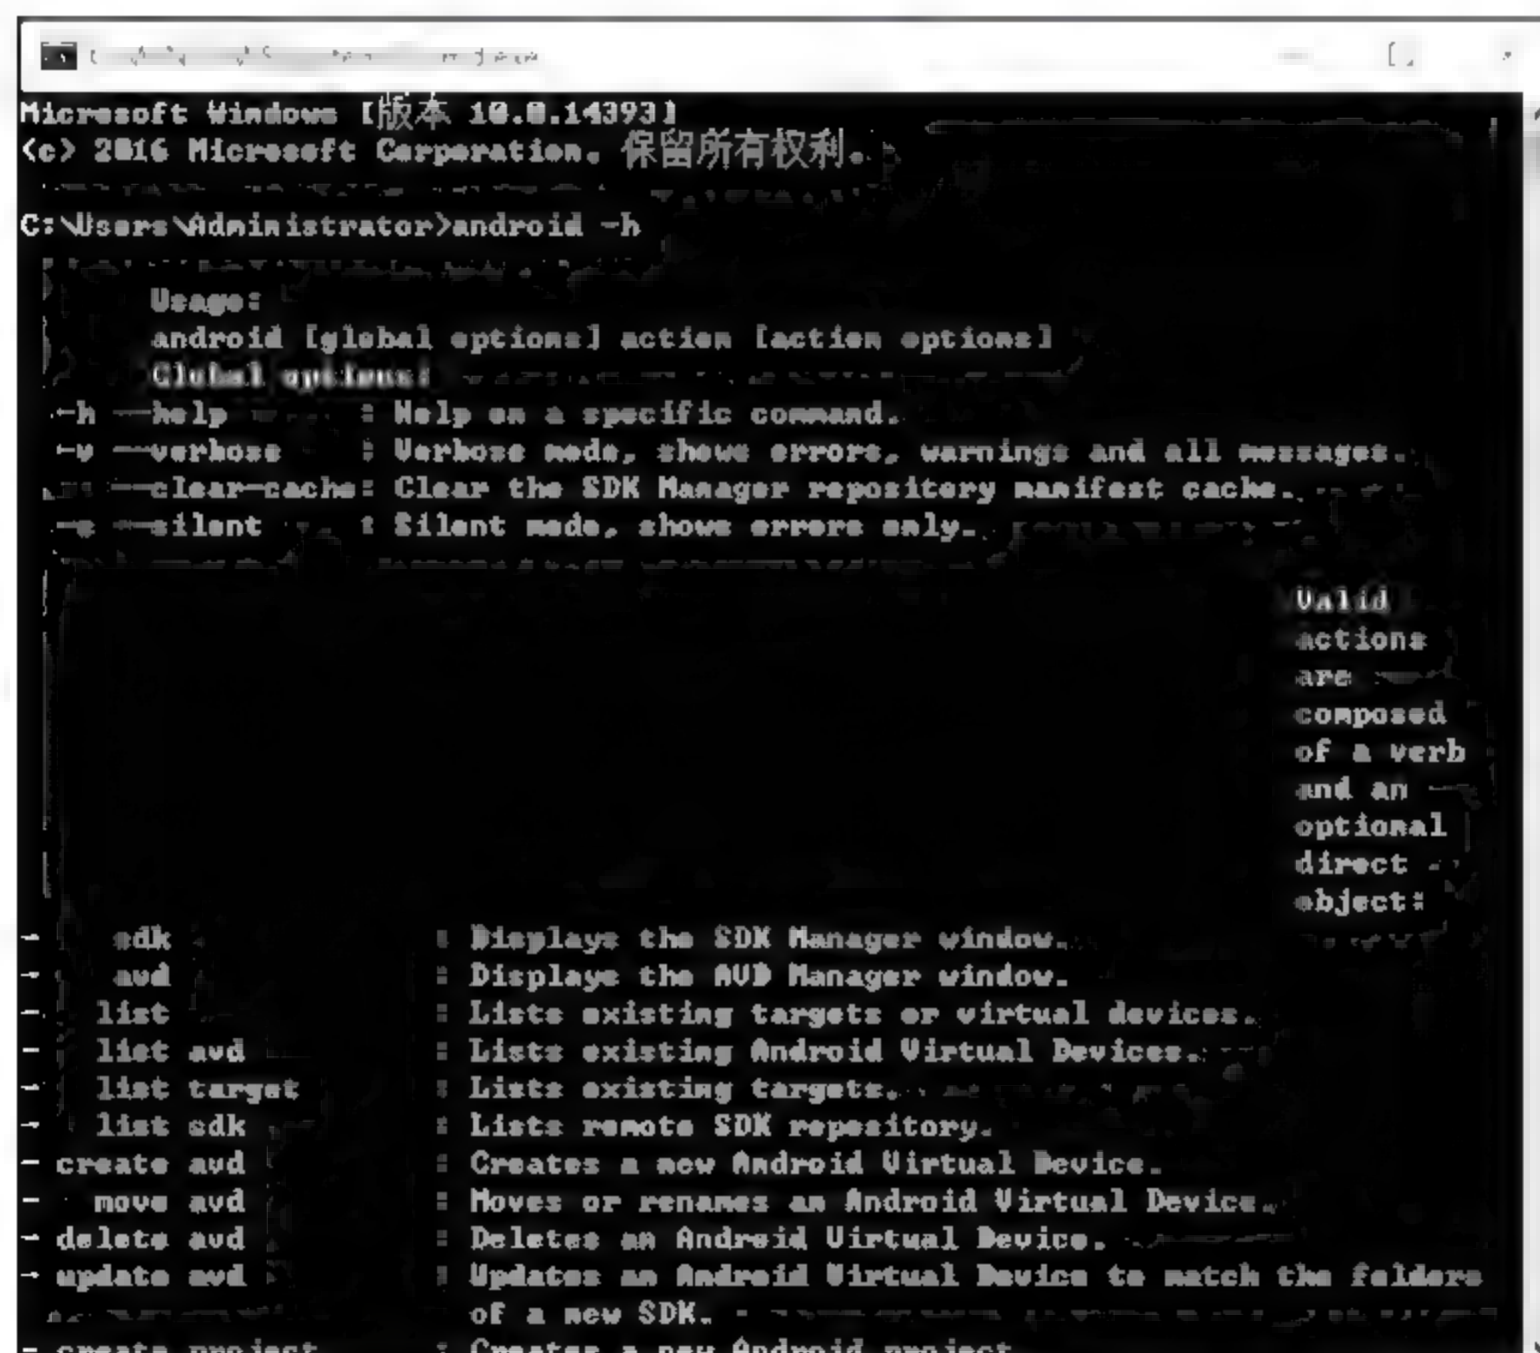 Microsoft Windows [版本 10.0.14393]
(c) 2016 Microsoft Corporation。保留所有权利。
C:\Users\Administrator>android -h
Usage:
android [global options] action [action options]
Global options:
-h --help : Help on a specific command.
-v --verbose : Verbose mode, shows errors, warnings and all messages.
--clear-cache: Clear the SDK Manager repository manifest cache.
-s --silent : Silent mode, shows errors only.
Valid
actions
are
composed
of a verb
and an
optional
direct
object:
- sdk : Displays the SDK Manager window.
- avd : Displays the AVD Manager window.
- list : Lists existing targets or virtual devices.
- list avd : Lists existing Android Virtual Devices.
- list target : Lists existing targets.
- list sdk : Lists remote SDK repository.
- create avd : Creates a new Android Virtual Device.
- move avd : Moves or renames an Android Virtual Device.
- delete avd : Deletes an Android Virtual Device.
- update avd : Updates an Android Virtual Device to match the folders
of a new SDK.
- create project : Creates a new Android project